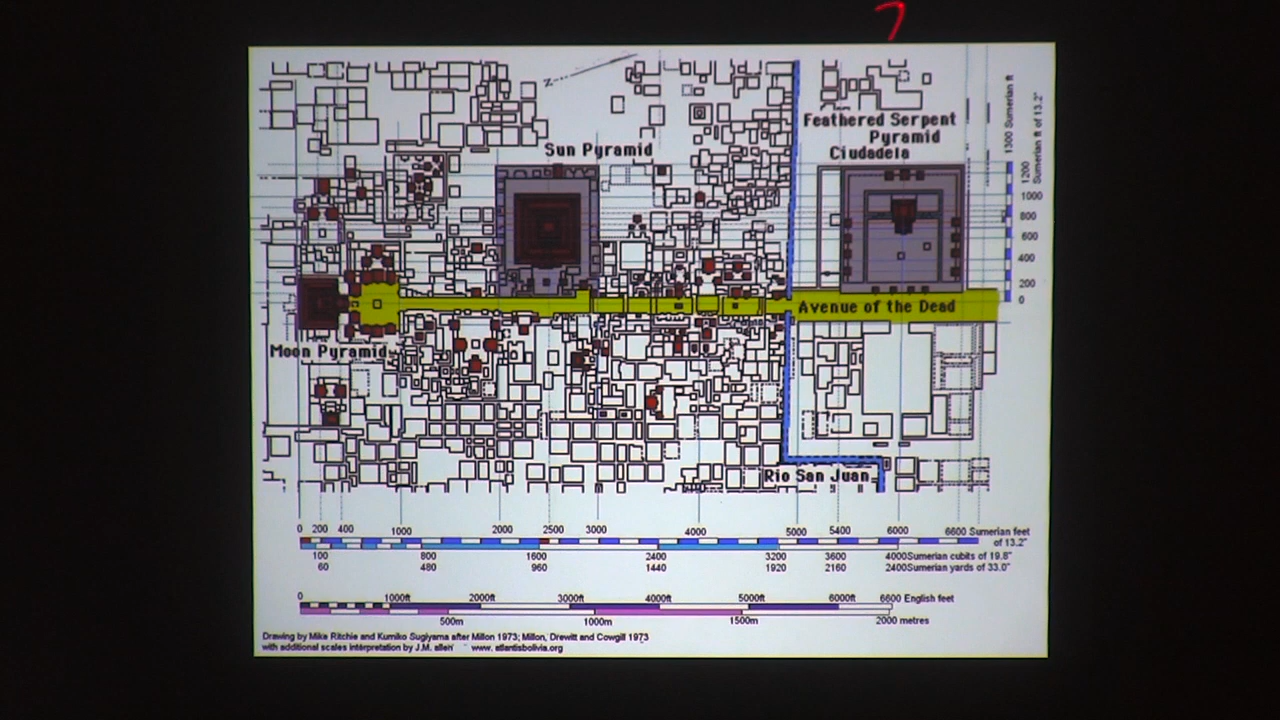 7
N
Sun Pyramid
Feathered Serpent
Pyramid
Ciudadela
Moon Pyramid
Avenue of the Dead
Rio San Juan
1300 Sumerian ft
Sumerian ft of 13.2"
1200
1000
800
600
400
200
0
0 200 400 1000 2000 2500 3000 4000 5000 5400 6000 6600 Sumerian feet
of 13.2"
100 800 1600 2400 3200 3600 4000Sumerian cubits of 19.8"
60 480 960 1440 1920 2160 2400Sumerian yards of 33.0"
0 1000ft 2000ft 3000ft 4000ft 5000ft 6000ft 6600 English feet
500m 1000m 1500m 2000 metres
Drawing by Mike Ritchie and Kumiko Sugiyama after Millon 1973; Millon, Drewitt and Cowgill 1973
with additional scales interpretation by J.M. allen www. atlantisbolivia.org